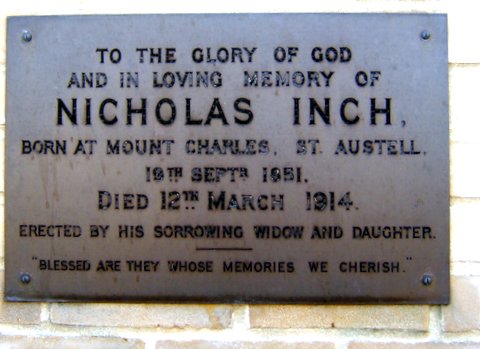 TO THE GLORY OF GOD
AND IN LOVING MEMORY OF
NICHOLAS INCH,
BORN AT MOUNT CHARLES, ST. AUSTELL,
19TH SEPTR 1851.
DIED 12TH MARCH 1914.
ERECTED BY HIS SORROWING WIDOW AND DAUGHTER.
"BLESSED ARE THEY WHOSE MEMORIES WE CHERISH."